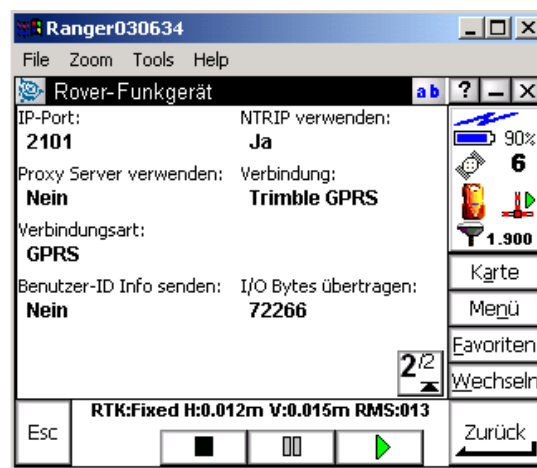 Ranger030634
File Zoom Tools Help
Rover-Funkgerät ab ?
IP-Port: NTRIP verwenden:
2101 Ja
90%
Proxy Server verwenden: Verbindung:
Nein Trimble GPRS
6
Verbindungsart:
GPRS
1.900
Benutzer-ID Info senden: I/O Bytes übertragen:
Nein 72266
Karte
Menü
Favoriten
2/2
Wechseln
RTK:Fixed H:0.012m V:0.015m RMS:013
Esc
Zurück